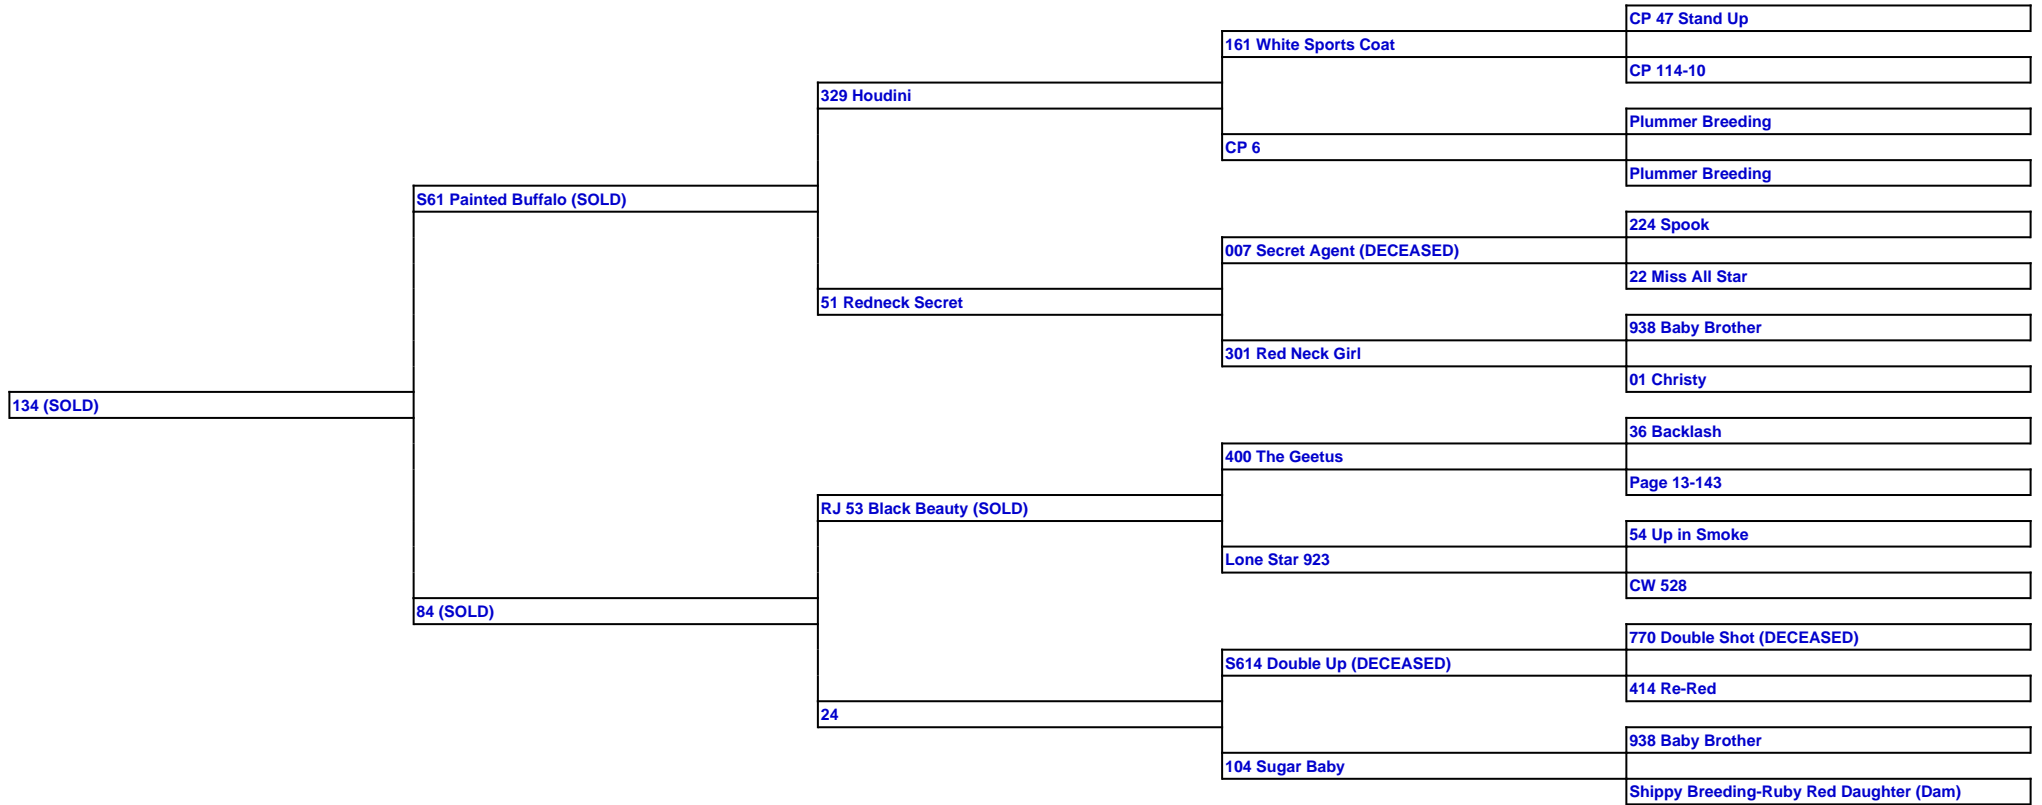 CP 47 Stand Up
161 White Sports Coat
CP 114-10
329 Houdini
Plummer Breeding
CP 6
Plummer Breeding
S61 Painted Buffalo (SOLD)
224 Spook
007 Secret Agent (DECEASED)
22 Miss All Star
51 Redneck Secret
938 Baby Brother
301 Red Neck Girl
01 Christy
134 (SOLD)
36 Backlash
400 The Geetus
Page 13-143
RJ 53 Black Beauty (SOLD)
54 Up in Smoke
Lone Star 923
CW 528
84 (SOLD)
770 Double Shot (DECEASED)
S614 Double Up (DECEASED)
414 Re-Red
24
938 Baby Brother
104 Sugar Baby
Shippy Breeding-Ruby Red Daughter (Dam)